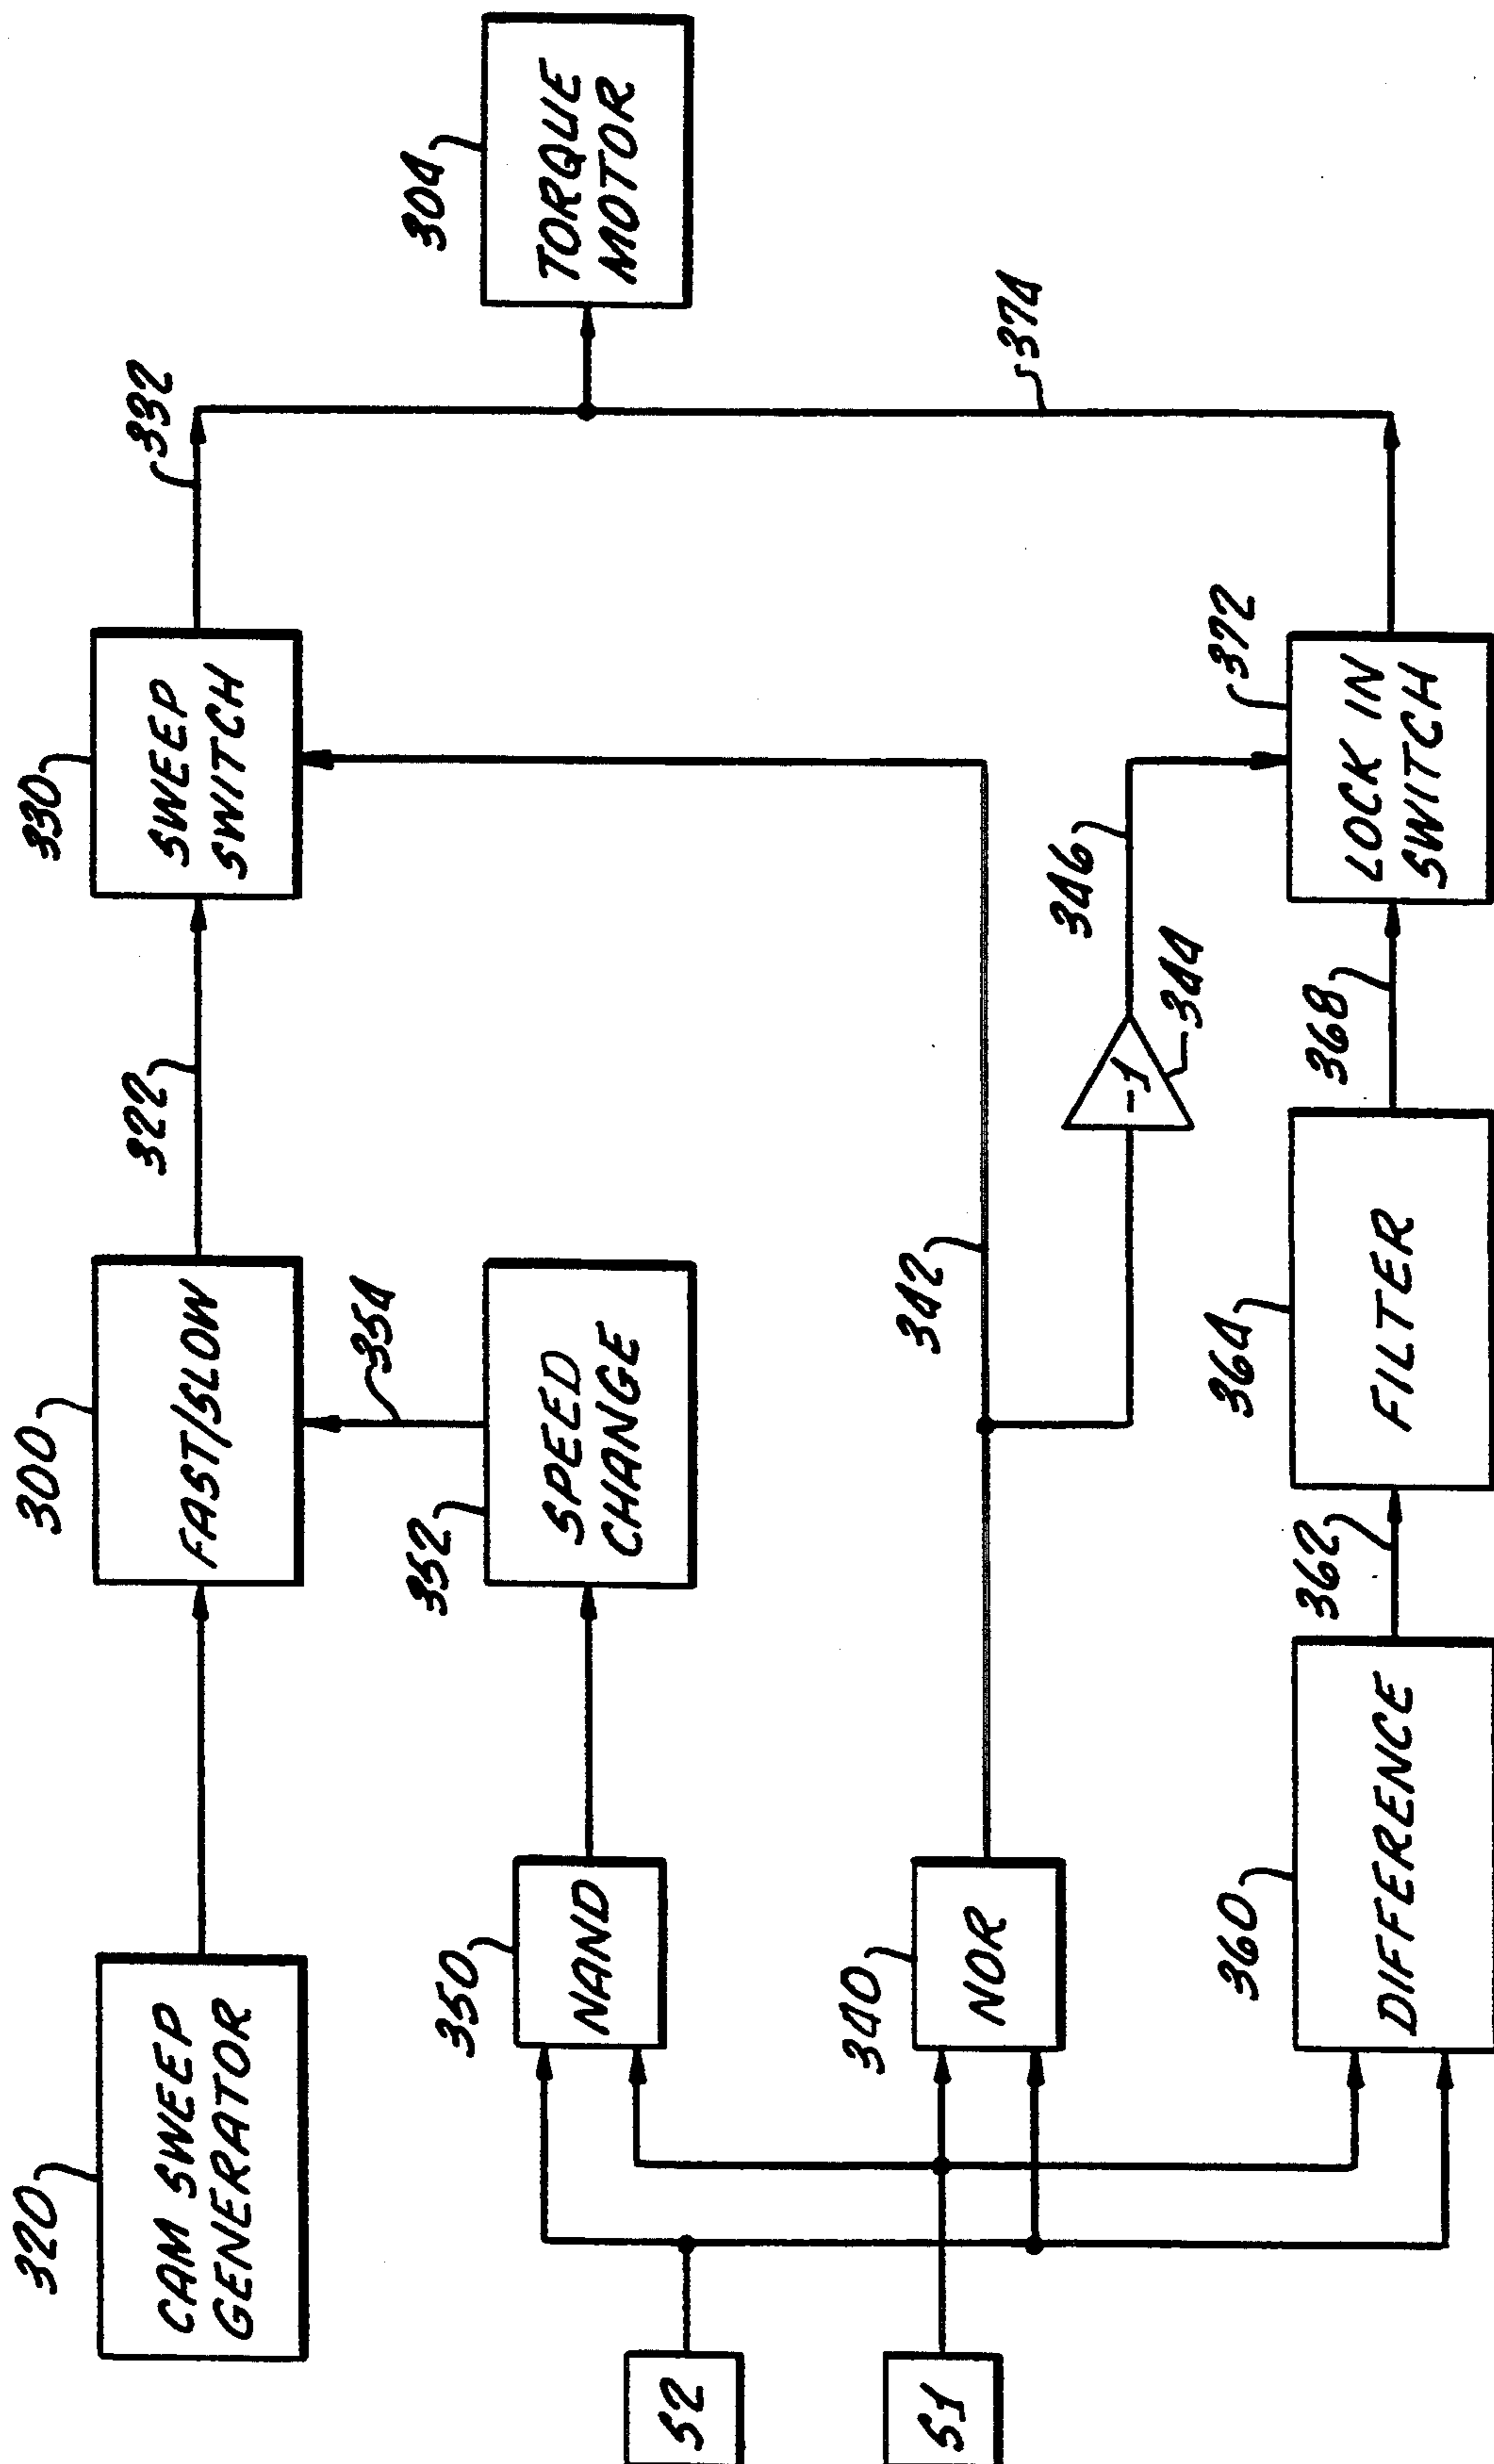 320
CAM SWEEP
GENERATOR
300
FAST/SLOW
322
330
SWEEP
SWITCH
332
304
TORQUE
MOTOR
350
NAND
352
SPEED
CHANGE
354
S2
S1
340
NOR
342
-1
344
346
374
360
DIFFERENCE
362
364
FILTER
368
372
LOCK IN
SWITCH